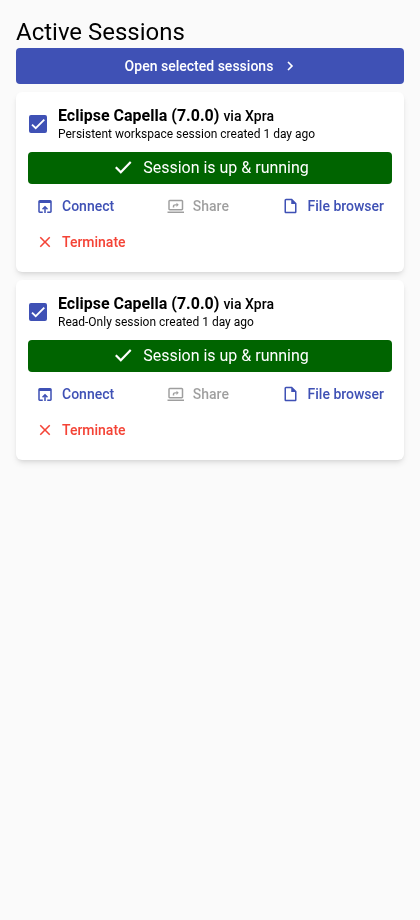 Active Sessions
Open selected sessions
Eclipse Capella (7.0.0) via Xpra
Persistent workspace session created 1 day ago
Session is up & running
Connect Share File browser
Terminate
Eclipse Capella (7.0.0) via Xpra
Read-Only session created 1 day ago
Session is up & running
Connect Share File browser
Terminate